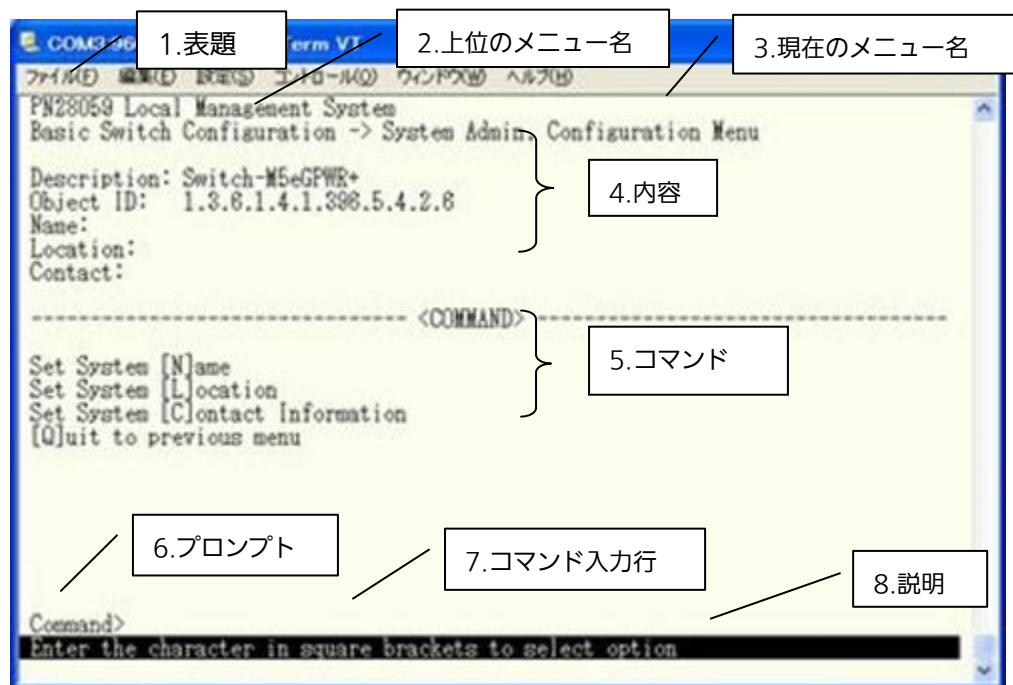 COM3:96
erm VT
1.表題
2.上位のメニュー名
3.現在のメニュー名
ファイル(F) 編集(E) 設定(S) コントロール(O) ウィンドウ(W) ヘルプ(H)
PN28059 Local Management System
Basic Switch Configuration -> System Admin. Configuration Menu
Description: Switch-M5eGPWR+
Object ID: 1.3.6.1.4.1.396.5.4.2.6
Name:
Location:
Contact:
4.内容
-------------------------------- <COMMAND> -----------------------------------
Set System [N]ame
Set System [L]ocation
Set System [C]ontact Information
[Q]uit to previous menu
5.コマンド
6.プロンプト
7.コマンド入力行
8.説明
Command>
Enter the character in square brackets to select option